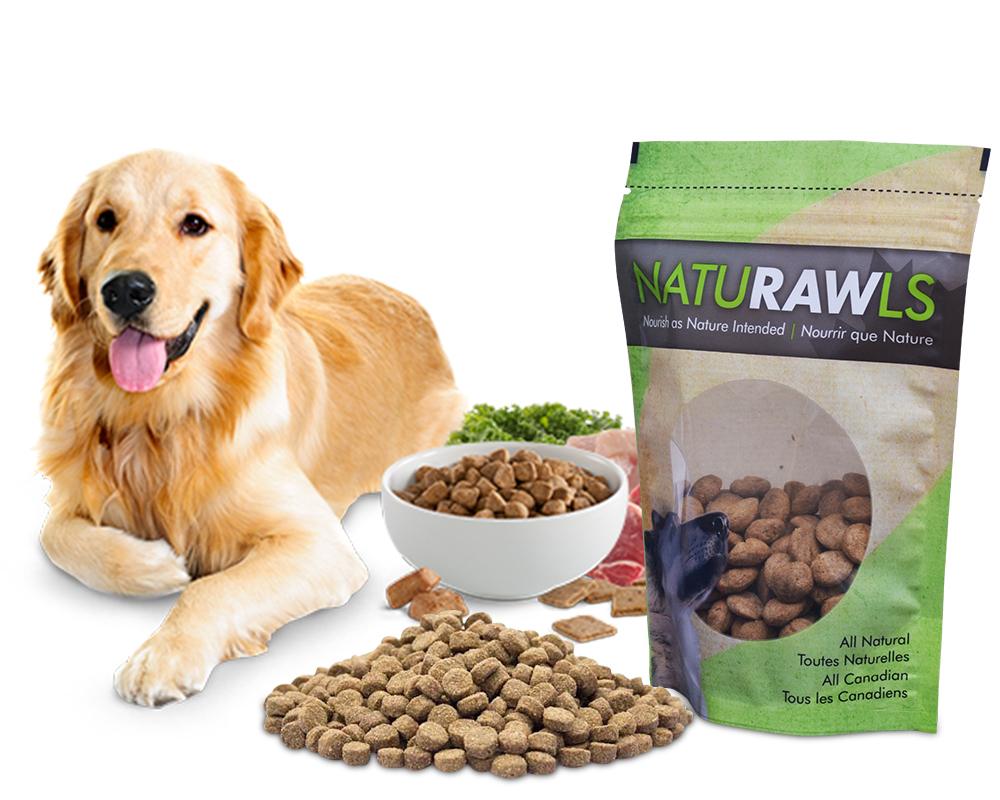 NATURAWLS
Nourish as Nature Intended | Nourrir que Nature
All Natural
Toutes Naturelles
All Canadian
Tous les Canadiens